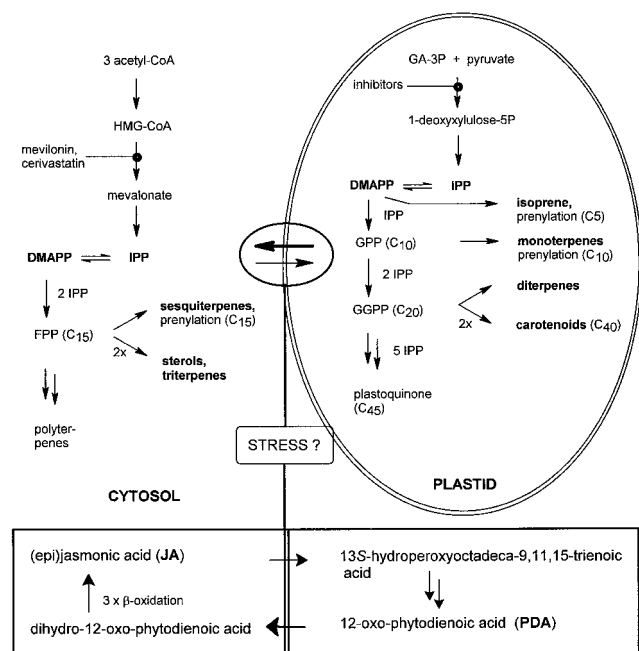 3 acetyl-CoA
HMG-CoA
mevilonin,
cerivastatin
mevalonate
DMAPP IPP
2 IPP
FPP (C15)
sesquiterpenes,
prenylation (C15)
2x
sterols,
triterpenes
polyter-
penes
CYTOSOL
GA-3P + pyruvate
inhibitors
1-deoxyxylulose-5P
DMAPP IPP
IPP
isoprene,
prenylation (C5)
GPP (C10)
monoterpenes
prenylation (C10)
2 IPP
GGPP (C20)
diterpenes
2x
carotenoids (C40)
5 IPP
plastoquinone
(C45)
PLASTID
STRESS ?
(epi)jasmonic acid (JA)
3 x β-oxidation
dihydro-12-oxo-phytodienoic acid
13S-hydroperoxyoctadeca-9,11,15-trienoic
acid
12-oxo-phytodienoic acid (PDA)